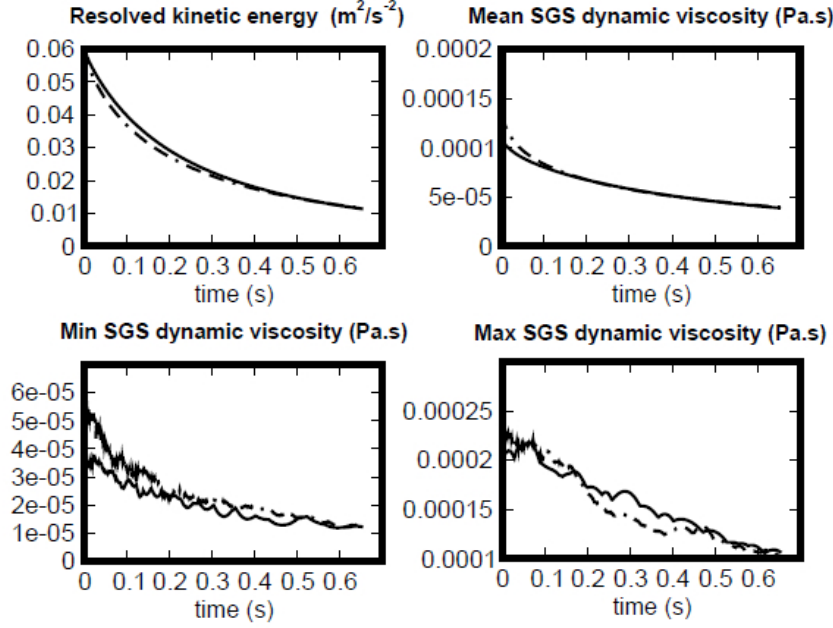 Resolved kinetic energy (m²/s⁻²)
0.06
0.05
0.04
0.03
0.02
0.01
0
0 0.1 0.2 0.3 0.4 0.5 0.6
time (s)
Mean SGS dynamic viscosity (Pa.s)
0.0002
0.00015
0.0001
5e-05
0
0 0.1 0.2 0.3 0.4 0.5 0.6
time (s)
Min SGS dynamic viscosity (Pa.s)
6e-05
5e-05
4e-05
3e-05
2e-05
1e-05
0
0 0.1 0.2 0.3 0.4 0.5 0.6
time (s)
Max SGS dynamic viscosity (Pa.s)
0.00025
0.0002
0.00015
0.0001
0 0.1 0.2 0.3 0.4 0.5 0.6
time (s)